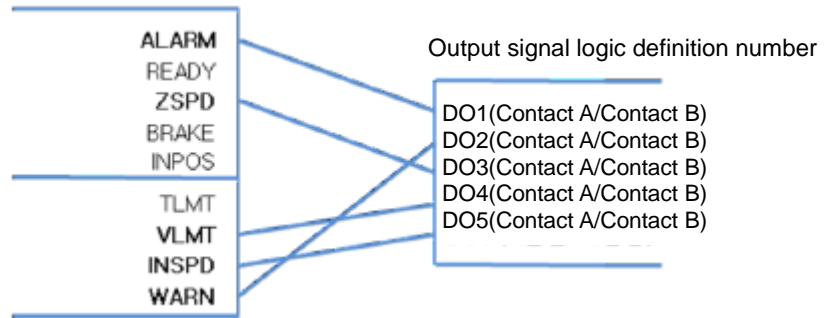 ALARM
READY
ZSPD
BRAKE
INPOS
TLMT
VLMT
INSPD
WARN
Output signal logic definition number
DO1(Contact A/Contact B)
DO2(Contact A/Contact B)
DO3(Contact A/Contact B)
DO4(Contact A/Contact B)
DO5(Contact A/Contact B)